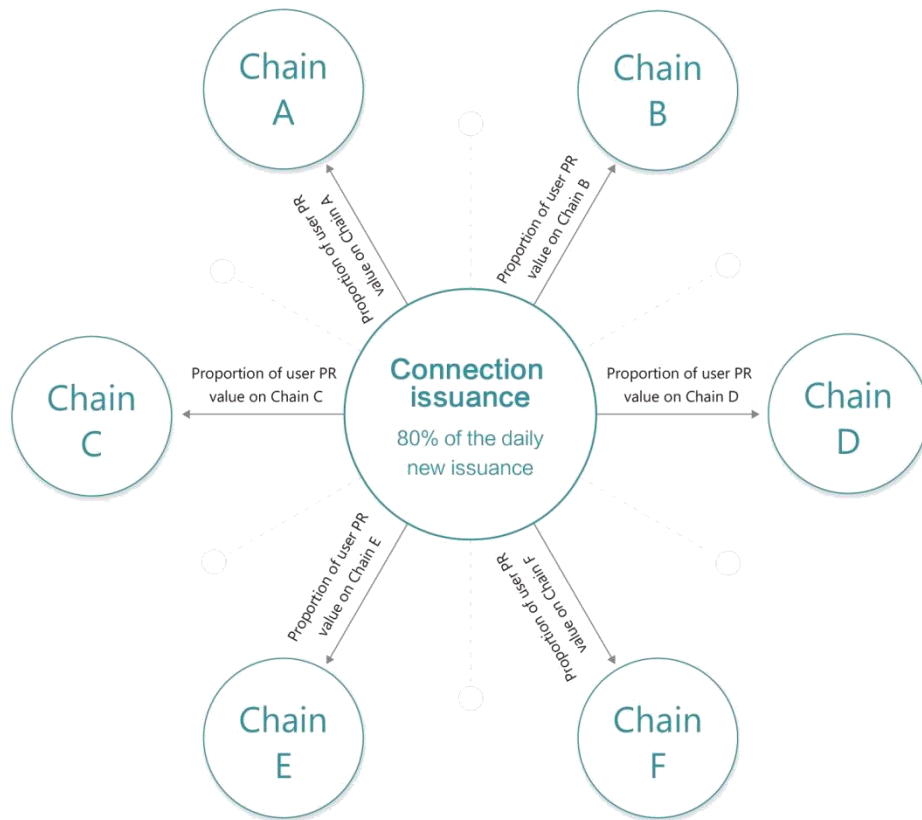 Chain
A
Chain
B
Proportion of user PR
value on Chain A
Proportion of user PR
value on Chain B
Chain
C
Proportion of user PR
value on Chain C
Connection
issuance
80% of the daily
new issuance
Proportion of user PR
value on Chain D
Chain
D
Proportion of user PR
value on Chain E
Proportion of user PR
value on Chain F
Chain
E
Chain
F